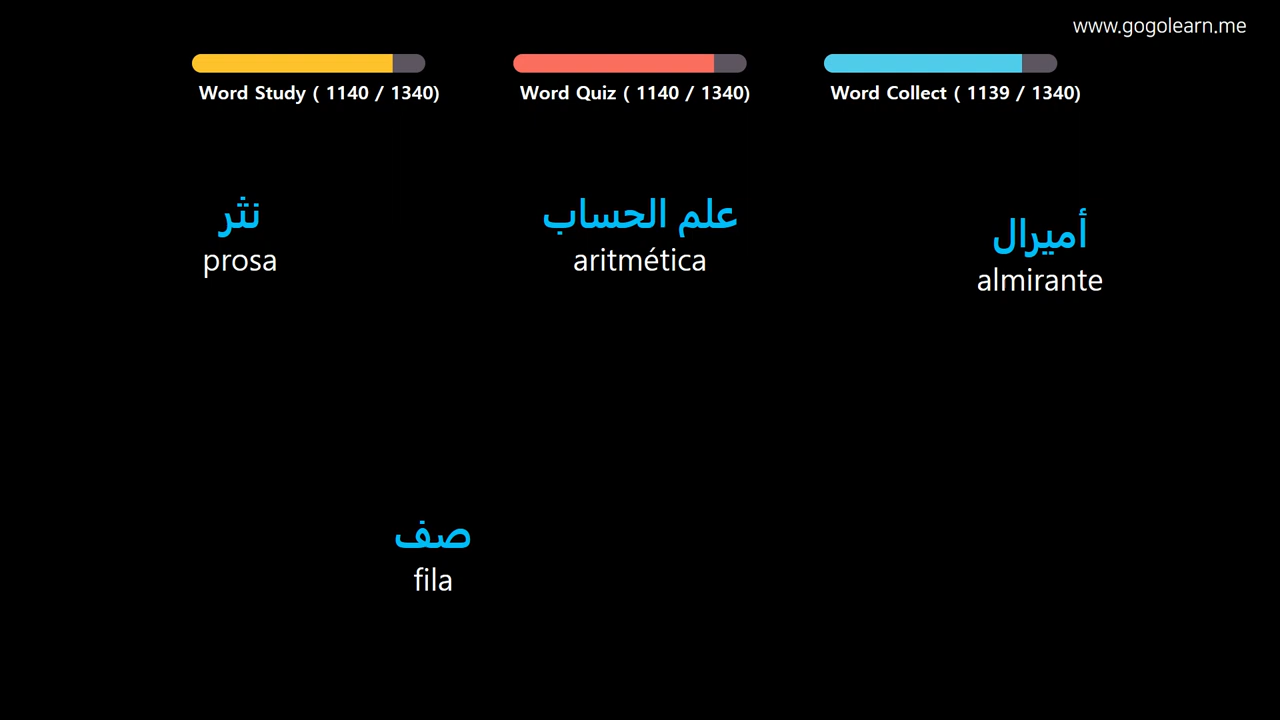 www.gogolearn.me
Word Study ( 1140 / 1340)
Word Quiz ( 1140 / 1340)
Word Collect ( 1139 / 1340)
نثر
prosa
علم الحساب
aritmética
أميرال
almirante
صف
fila